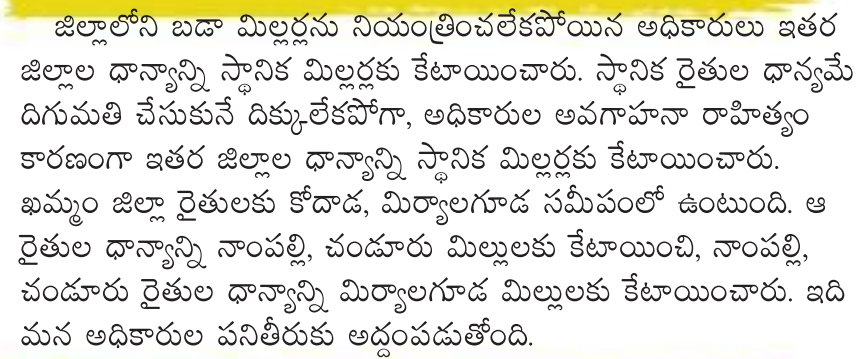 జిల్లాలోని బడా మిల్లర్లను నియంత్రించలేకపోయిన అధికారులు ఇతర
జిల్లాల ధాన్యాన్ని స్థానిక మిల్లర్లకు కేటాయించారు. స్థానిక రైతుల ధాన్యమే
దిగుమతి చేసుకునే దిక్కులేకపోగా, అధికారుల అవగాహనా రాహిత్యం
కారణంగా ఇతర జిల్లాల ధాన్యాన్ని స్థానిక మిల్లర్లకు కేటాయించారు.
ఖమ్మం జిల్లా రైతులకు కోదాడ, మిర్యాలగూడ సమీపంలో ఉంటుంది. ఆ
రైతుల ధాన్యాన్ని నాంపల్లి, చండూరు మిల్లులకు కేటాయించి, నాంపల్లి,
చండూరు రైతుల ధాన్యాన్ని మిర్యాలగూడ మిల్లులకు కేటాయించారు. ఇది
మన అధికారుల పనితీరుకు అద్దంపడుతోంది.